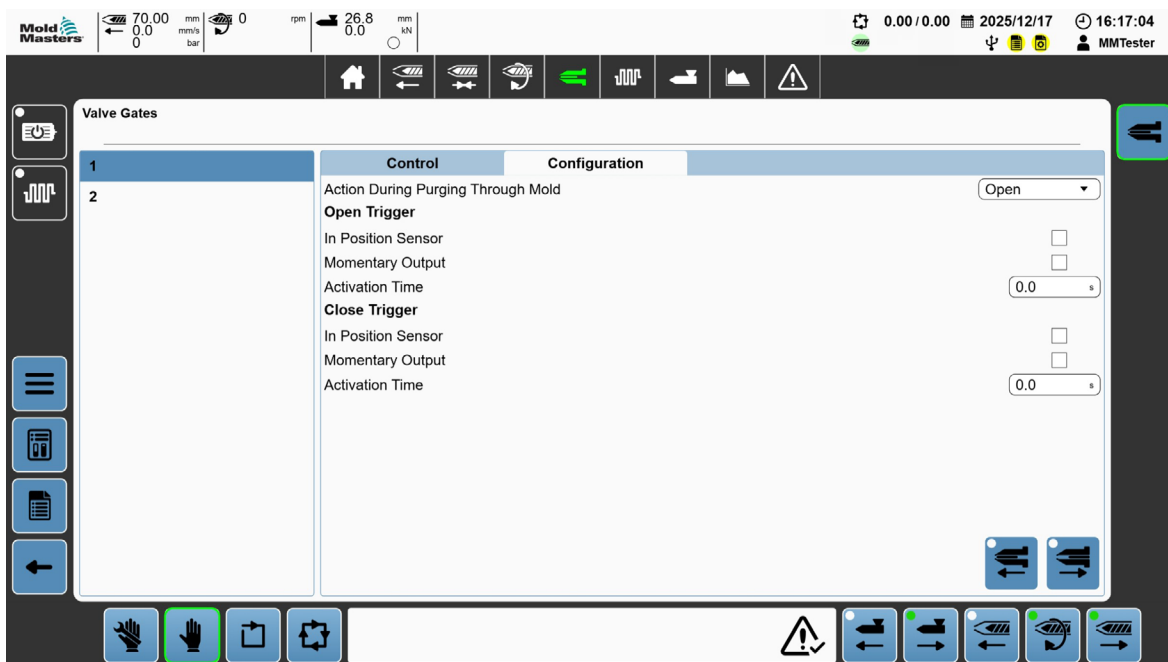 Mold
Masters
70.00 mm
0.0 mm/s
0 bar
0 rpm
26.8 mm
0.0 kN
0.00 / 0.00
2025/12/17
16:17:04
MMTester
Valve Gates
1
2
Control
Configuration
Action During Purging Through Mold
Open
Open Trigger
In Position Sensor
Momentary Output
Activation Time
0.0 s
Close Trigger
In Position Sensor
Momentary Output
Activation Time
0.0 s